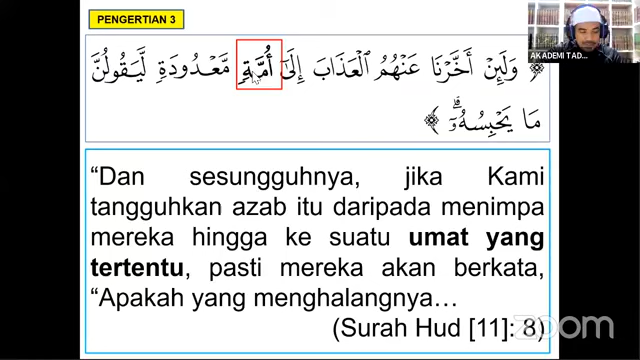 PENGERTIAN 3
AKADEMI TAD...
﴿ وَلَئِنۡ أَخَّرۡنَا عَنۡهُمُ ٱلۡعَذَابَ إِلَىٰٓ أُمَّةٖ مَّعۡدُودَةٖ لَّيَقُولُنَّ
مَا يَحۡبِسُهُۥٓۗ ﴾
“Dan sesungguhnya, jika Kami
tangguhkan azab itu daripada menimpa
mereka hingga ke suatu umat yang
tertentu, pasti mereka akan berkata,
“Apakah yang menghalangnya…
(Surah Hud [11]: 8)
zoom